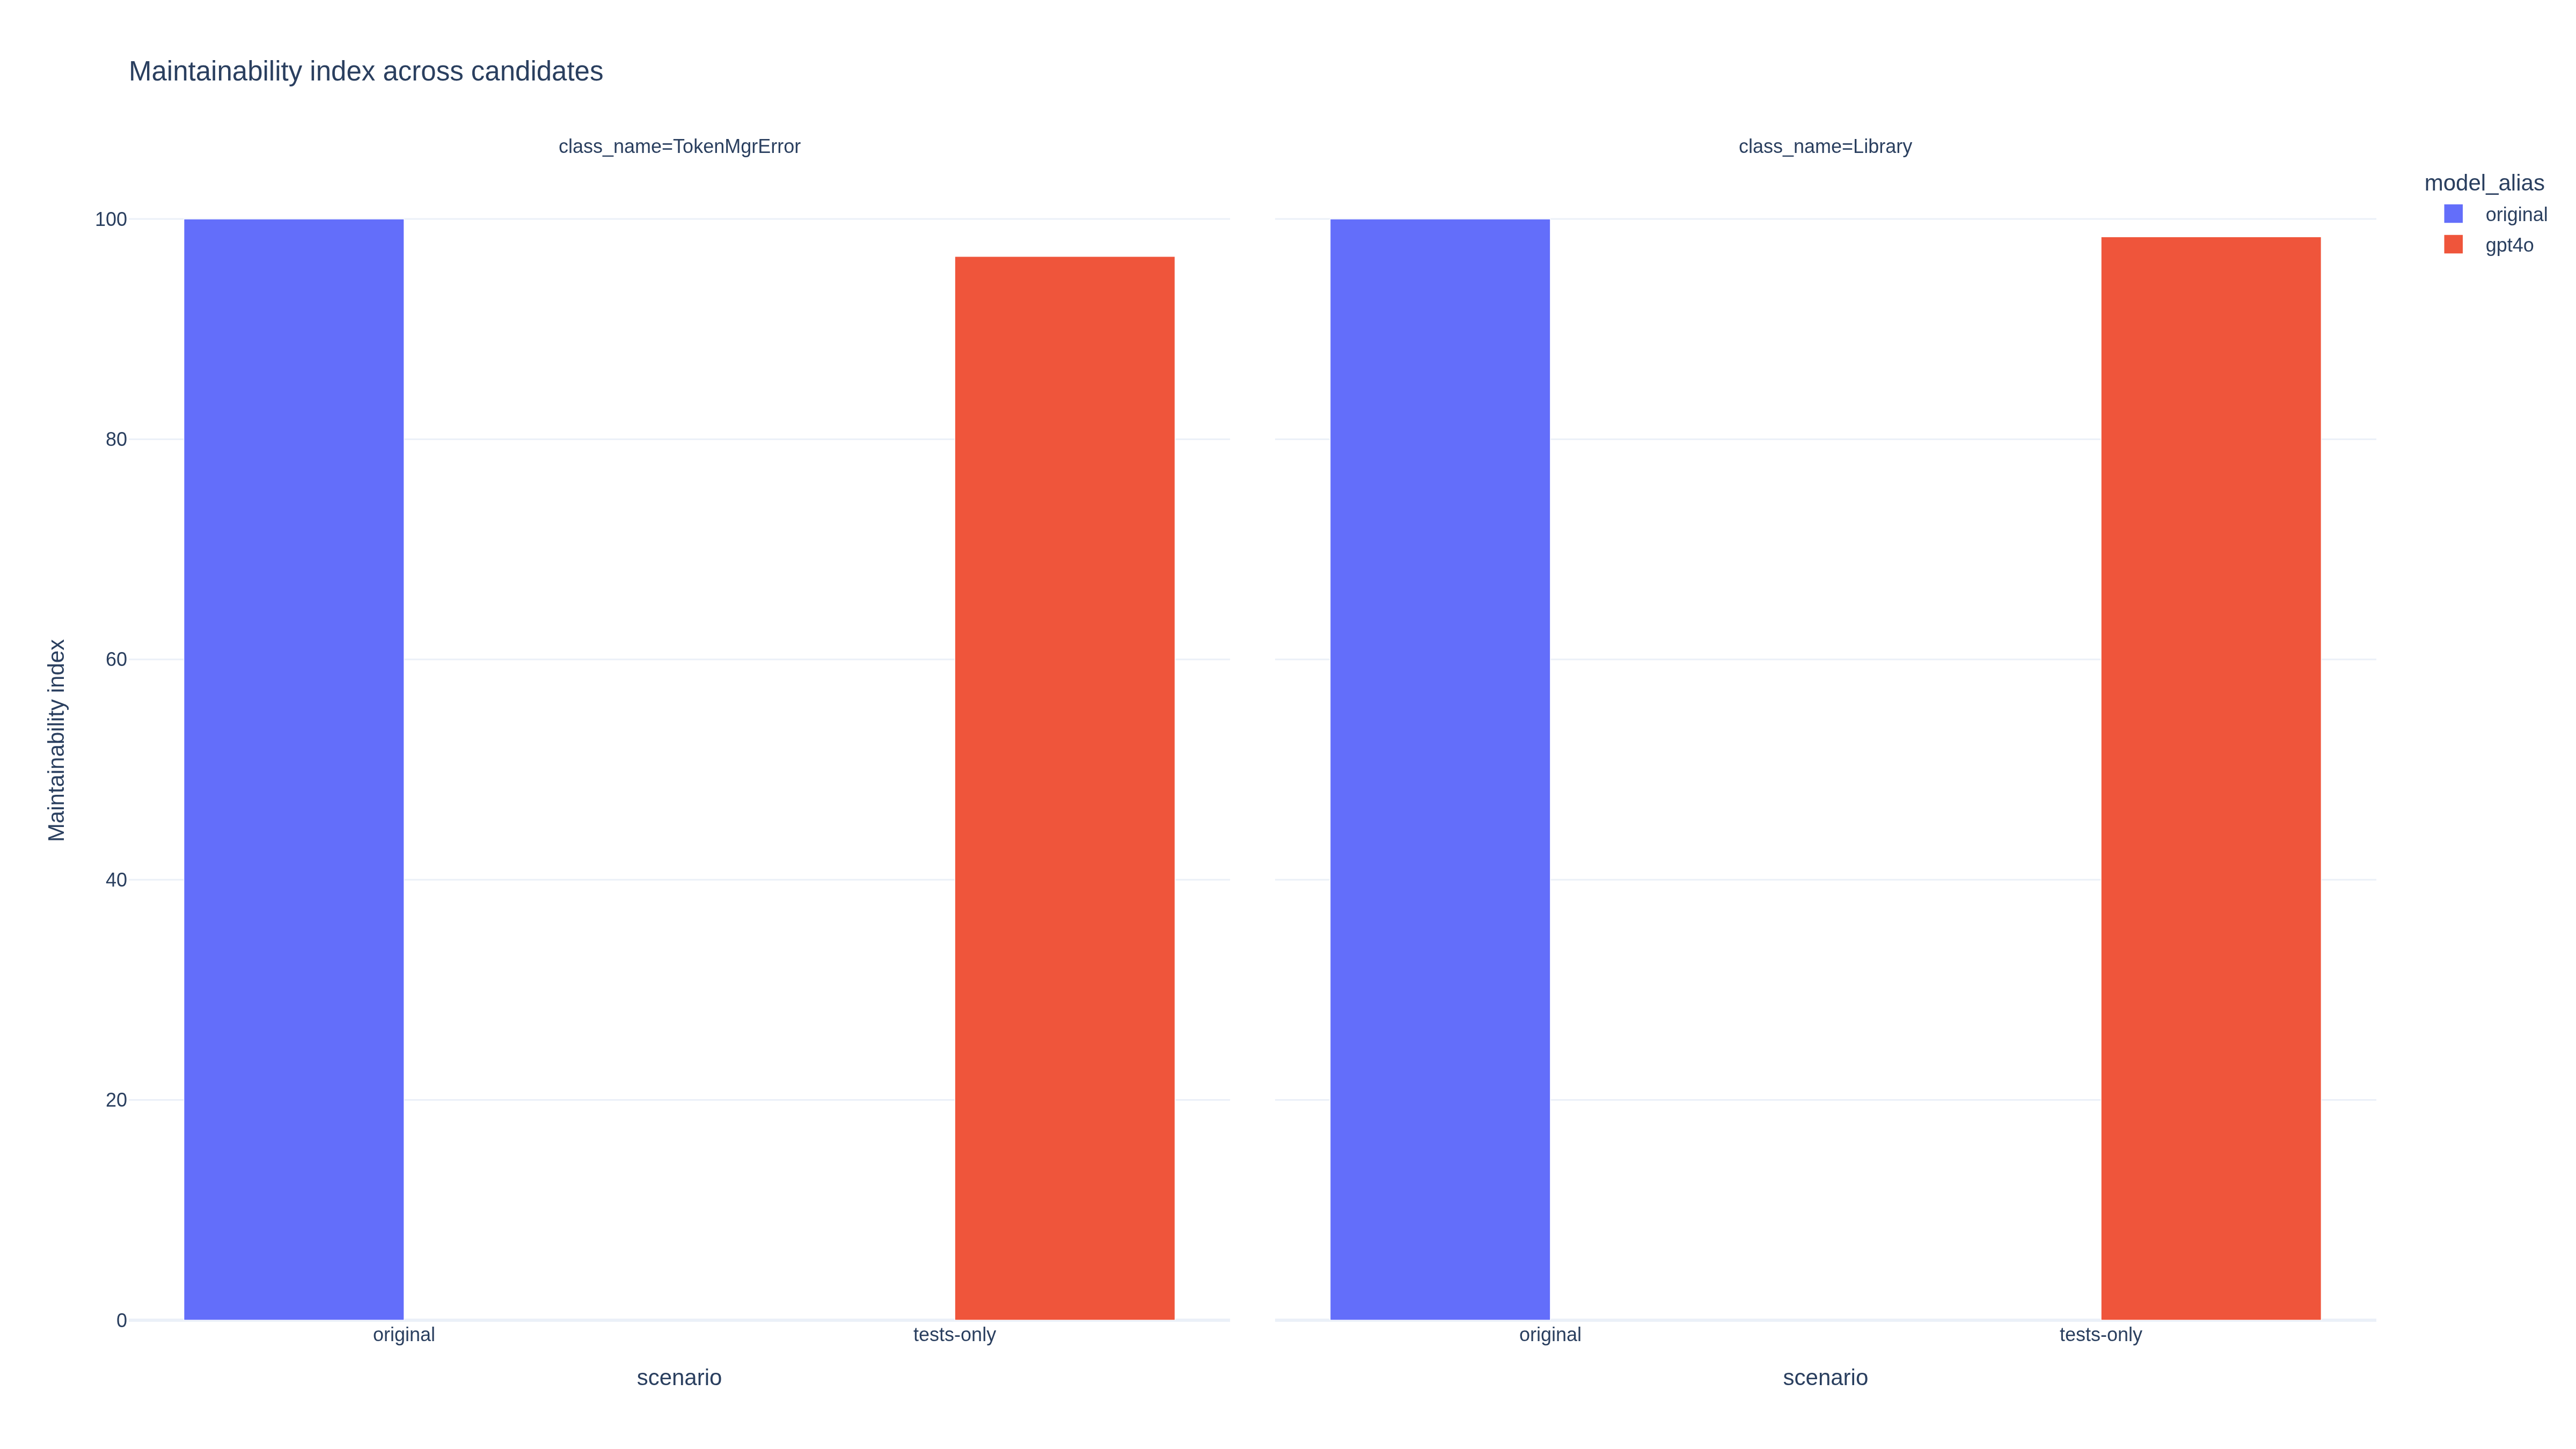 Maintainability index across candidates
class_name=TokenMgrError
class_name=Library
model_alias
original
gpt4o
Maintainability index
100
80
60
40
20
0
original
tests-only
original
tests-only
scenario
scenario